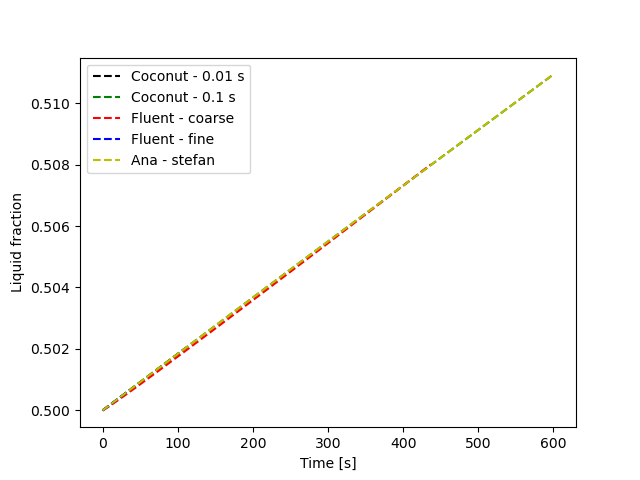 Coconut - 0.01 s
Coconut - 0.1 s
Fluent - coarse
Fluent - fine
Ana - stefan
0.510
0.508
0.506
0.504
0.502
0.500
Liquid fraction
0 100 200 300 400 500 600
Time [s]